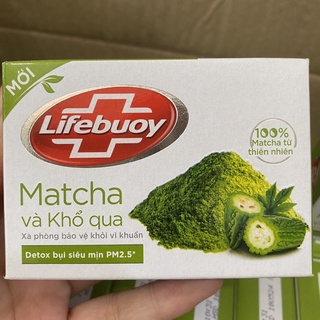 MỚI
Lifebuoy
100%
Matcha từ
thiên nhiên
Matcha
và Khổ qua
Xà phòng bảo vệ khỏi vi khuẩn
Detox bụi siêu mịn PM2.5*